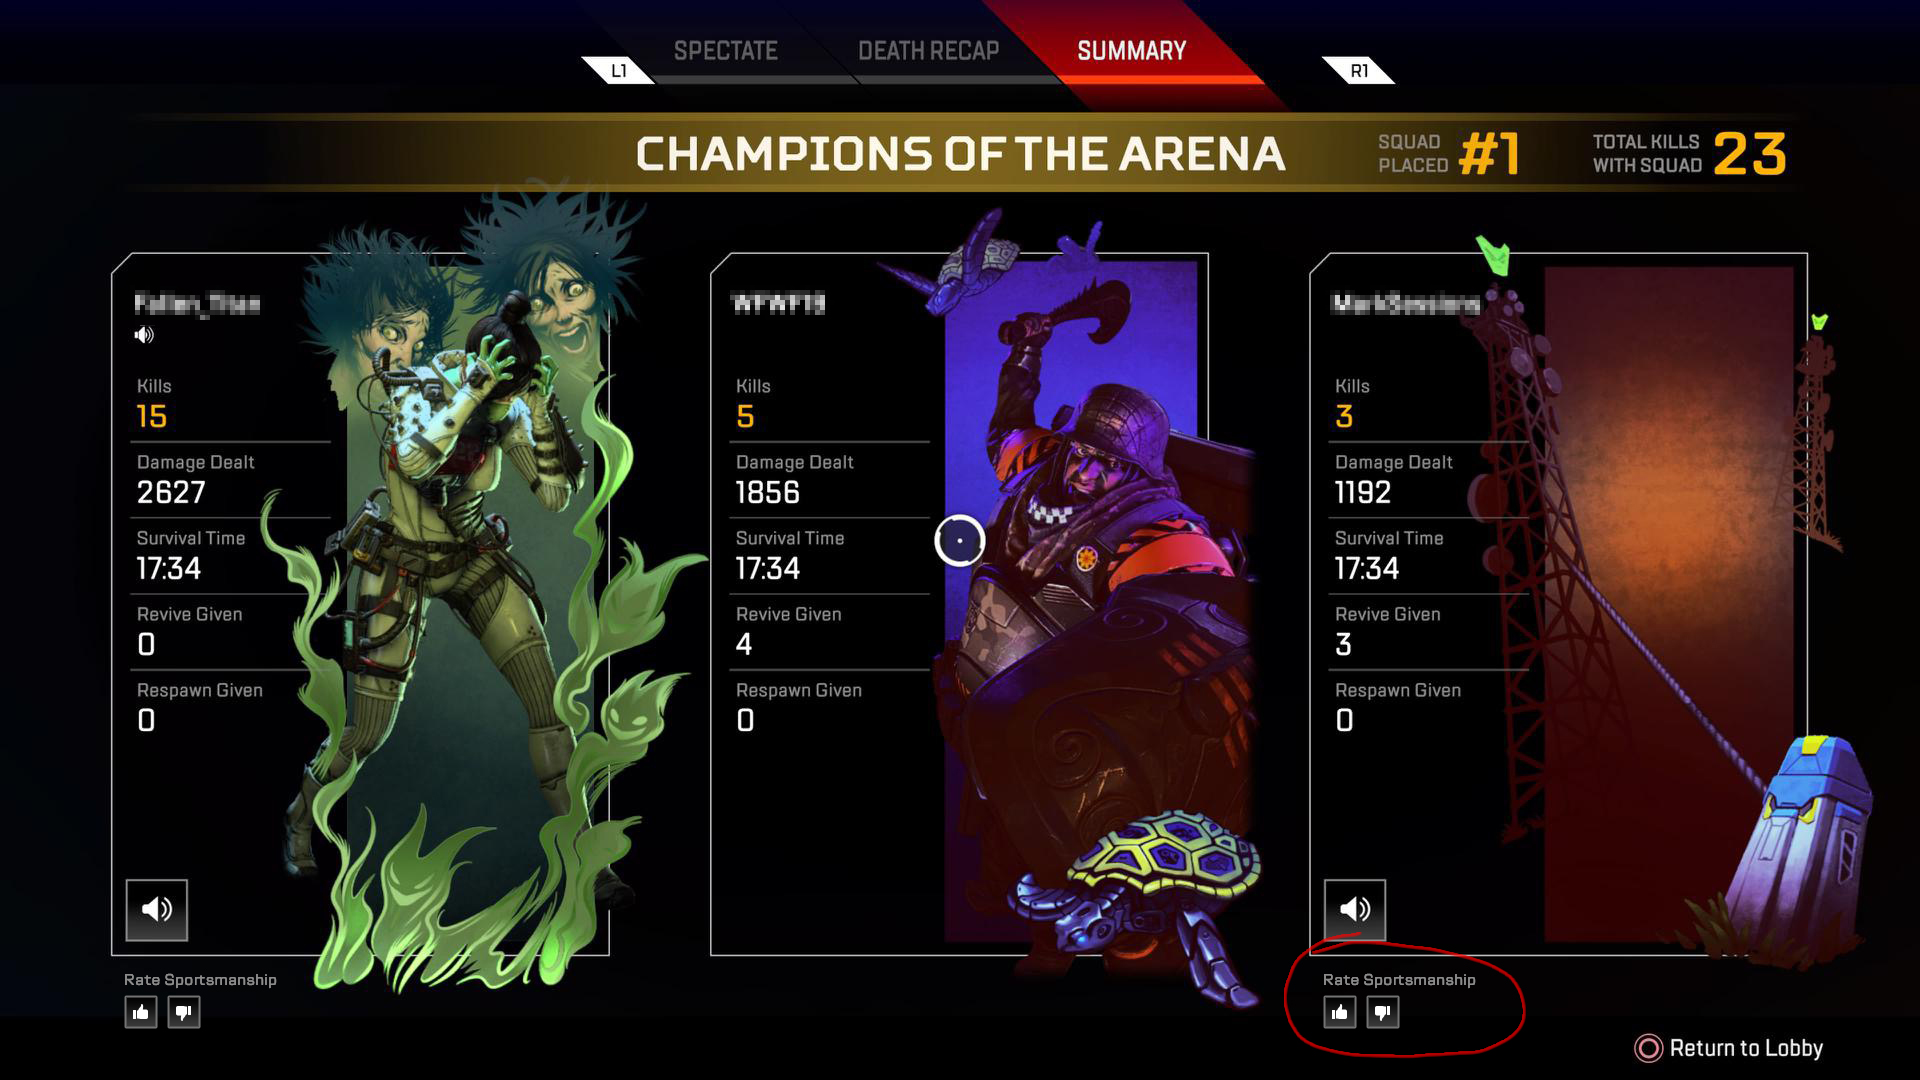 SPECTATE
DEATH RECAP
SUMMARY
L1
R1
CHAMPIONS OF THE ARENA
SQUAD PLACED #1
TOTAL KILLS WITH SQUAD 23
Kills
15
Damage Dealt
2627
Survival Time
17:34
Revive Given
0
Respawn Given
0
Rate Sportsmanship
Kills
5
Damage Dealt
1856
Survival Time
17:34
Revive Given
4
Respawn Given
0
Kills
3
Damage Dealt
1192
Survival Time
17:34
Revive Given
3
Respawn Given
0
Rate Sportsmanship
Return to Lobby